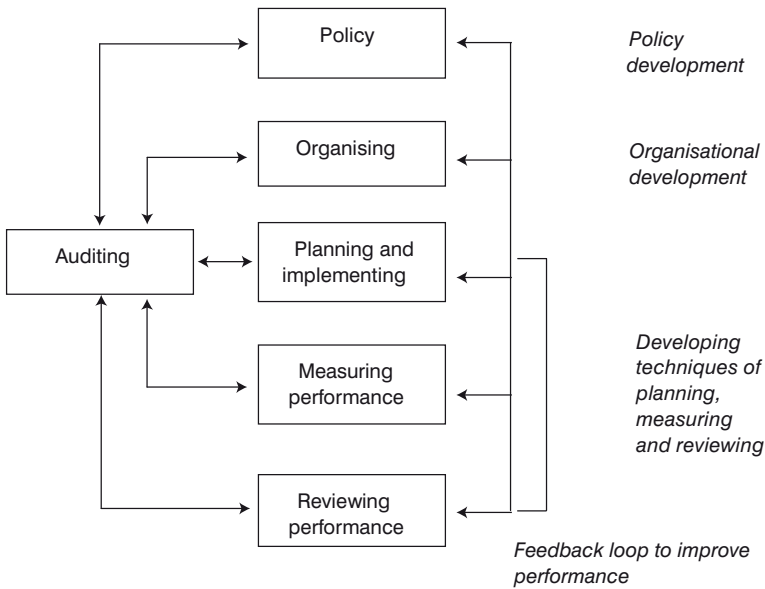 Policy
Policy
development
Organising
Organisational
development
Auditing
Planning and
implementing
Measuring
performance
Developing
techniques of
planning,
measuring
and reviewing
Reviewing
performance
Feedback loop to improve
performance